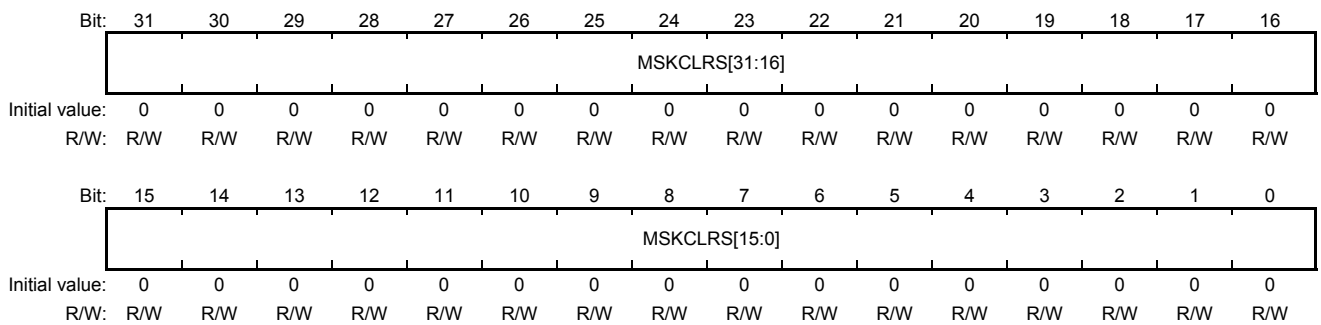 Bit: 31 30 29 28 27 26 25 24 23 22 21 20 19 18 17 16
MSKCLRS[31:16]
Initial value: 0 0 0 0 0 0 0 0 0 0 0 0 0 0 0 0
R/W: R/W R/W R/W R/W R/W R/W R/W R/W R/W R/W R/W R/W R/W R/W R/W R/W
Bit: 15 14 13 12 11 10 9 8 7 6 5 4 3 2 1 0
MSKCLRS[15:0]
Initial value: 0 0 0 0 0 0 0 0 0 0 0 0 0 0 0 0
R/W: R/W R/W R/W R/W R/W R/W R/W R/W R/W R/W R/W R/W R/W R/W R/W R/W